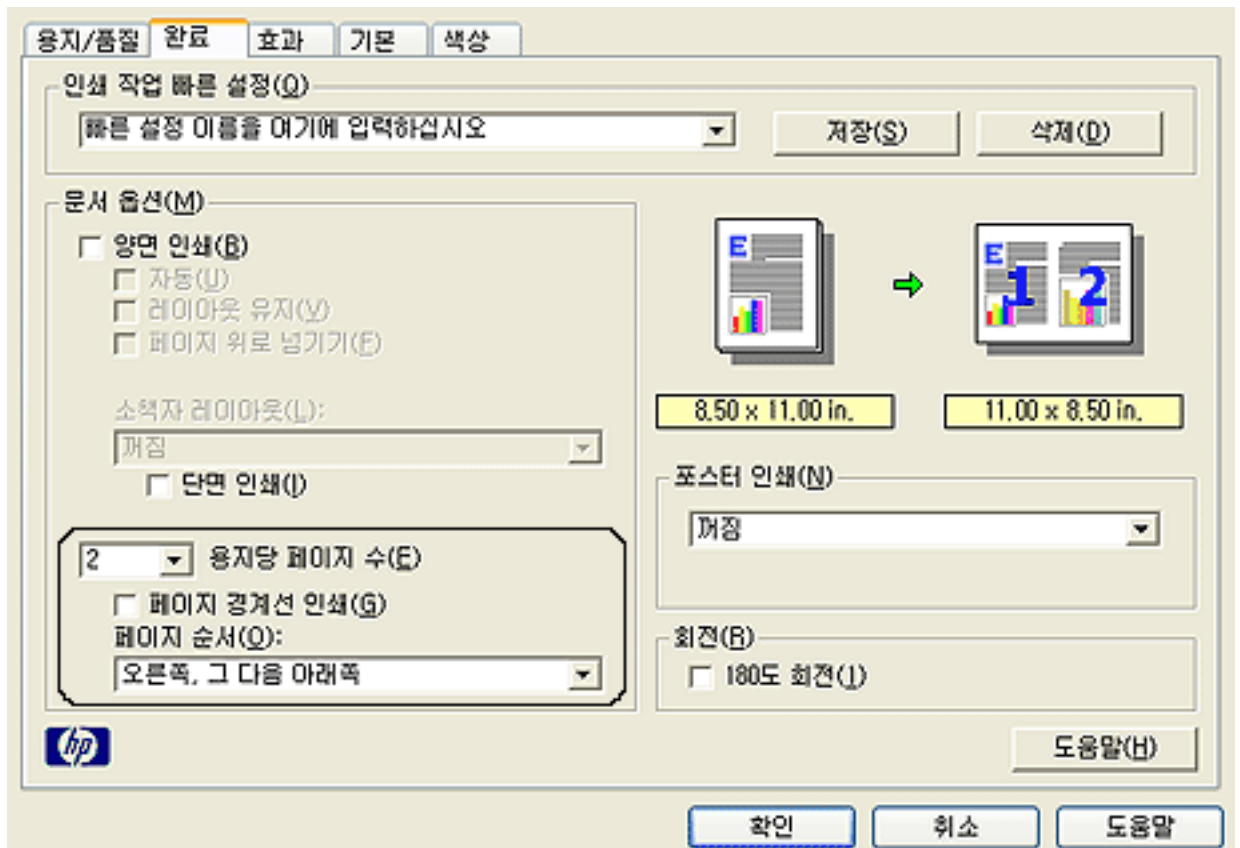 용지/품질 완료 효과 기본 색상
인쇄 작업 빠른 설정(Q)
빠른 설정 이름을 여기에 입력하십시오 저장(S) 삭제(D)
문서 옵션(M)
양면 인쇄(B)
자동(U)
레이아웃 유지(V)
페이지 위로 넘기기(F)
소책자 레이아웃(L):
꺼짐
단면 인쇄(I)
2 용지당 페이지 수(E)
페이지 경계선 인쇄(G)
페이지 순서(O):
오른쪽, 그 다음 아래쪽
E
E 1 2
8.50 x 11.00 in. 11.00 x 8.50 in.
포스터 인쇄(N)
꺼짐
회전(R)
180도 회전(1)
hp
도움말(H)
확인 취소 도움말